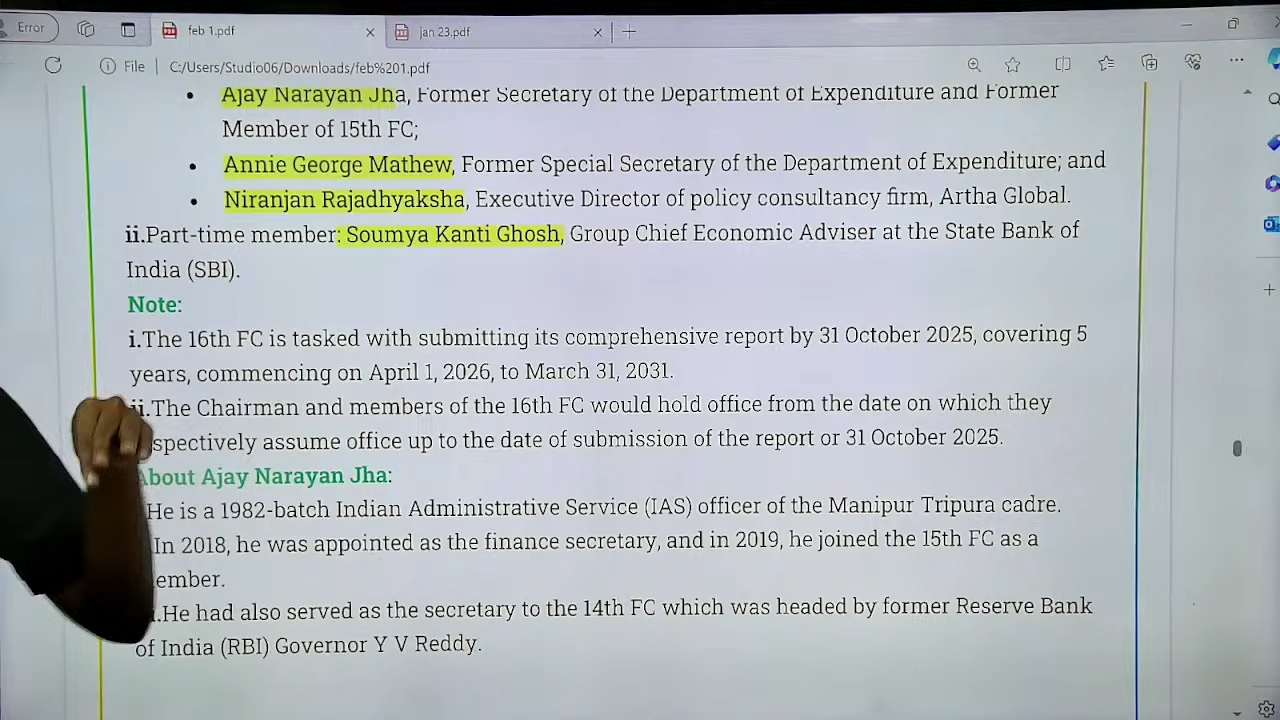 Error
feb 1.pdf
jan 23.pdf
File
C:/Users/Studio06/Downloads/feb%201.pdf
• Ajay Narayan Jha, Former Secretary of the Department of Expenditure and Former
Member of 15th FC;
• Annie George Mathew, Former Special Secretary of the Department of Expenditure; and
• Niranjan Rajadhyaksha, Executive Director of policy consultancy firm, Artha Global.
ii.Part-time member: Soumya Kanti Ghosh, Group Chief Economic Adviser at the State Bank of
India (SBI).
Note:
i.The 16th FC is tasked with submitting its comprehensive report by 31 October 2025, covering 5
years, commencing on April 1, 2026, to March 31, 2031.
ii.The Chairman and members of the 16th FC would hold office from the date on which they
spectively assume office up to the date of submission of the report or 31 October 2025.
About Ajay Narayan Jha:
He is a 1982-batch Indian Administrative Service (IAS) officer of the Manipur Tripura cadre.
In 2018, he was appointed as the finance secretary, and in 2019, he joined the 15th FC as a
ember.
.He had also served as the secretary to the 14th FC which was headed by former Reserve Bank
of India (RBI) Governor Y V Reddy.